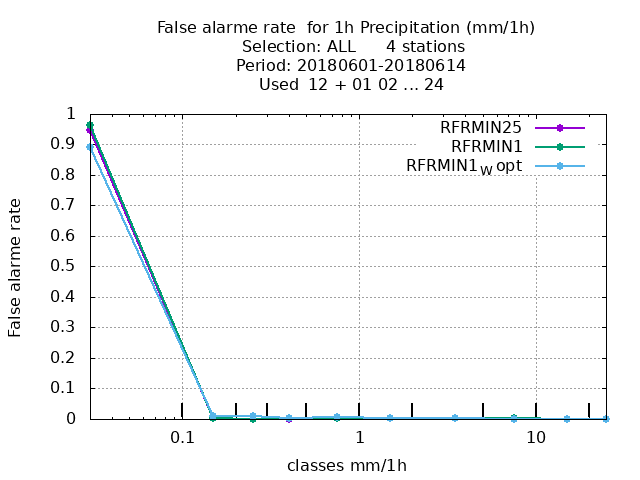 False alarme rate for 1h Precipitation (mm/1h)
Selection: ALL 4 stations
Period: 20180601-20180614
Used 12 + 01 02 ... 24
RFRMIN25
RFRMIN1
RFRMIN1W opt
False alarme rate
1
0.9
0.8
0.7
0.6
0.5
0.4
0.3
0.2
0.1
0
0.1 1 10
classes mm/1h